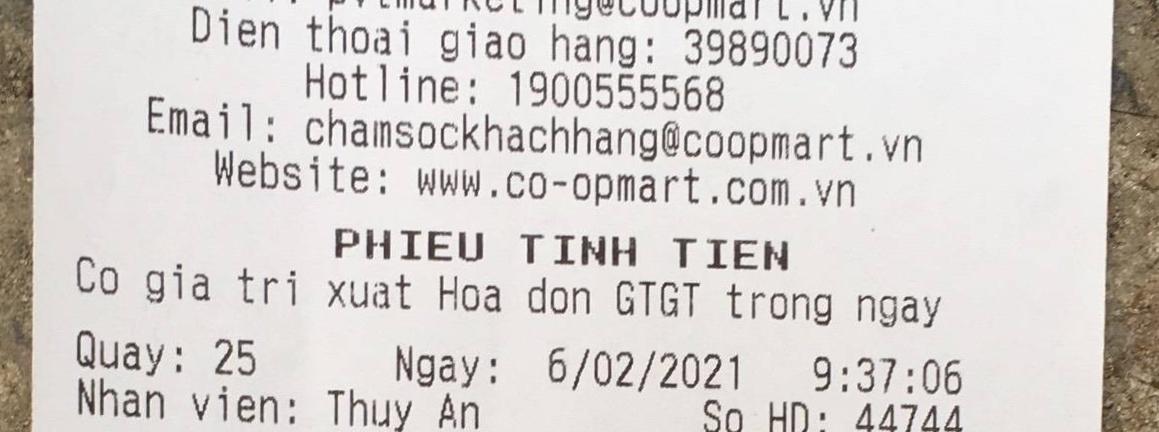 pvtmarketing@coopmart.vn
Dien thoai giao hang: 39890073
Hotline: 1900555568
Email: chamsockhachhang@coopmart.vn
Website: www.co-opmart.com.vn
PHIEU TINH TIEN
Co gia tri xuat Hoa don GTGT trong ngay
Quay: 25 Ngay: 6/02/2021 9:37:06
Nhan vien: Thuy An So HD: 44744